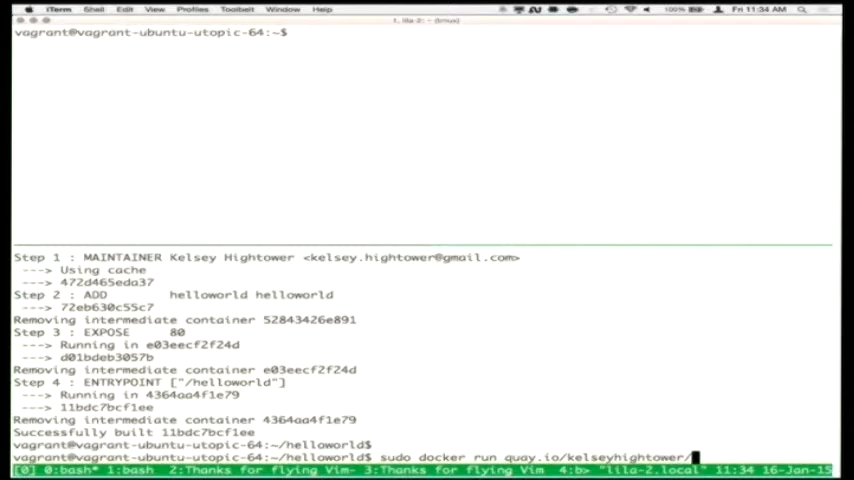 iTerm Shell Edit View Profiles Toolbelt Window Help 100% Fri 11:34 AM
1. lila-2: ~ (tmux)
vagrant@vagrant-ubuntu-utopic-64:~$
Step 1 : MAINTAINER Kelsey Hightower <kelsey.hightower@gmail.com>
---> Using cache
---> 472d465eda37
Step 2 : ADD helloworld helloworld
---> 72eb630c55c7
Removing intermediate container 52843426e891
Step 3 : EXPOSE 80
---> Running in e03eecf2f24d
---> d01bdeb3057b
Removing intermediate container e03eecf2f24d
Step 4 : ENTRYPOINT ["/helloworld"]
---> Running in 4364aa4f1e79
---> 11bdc7bcf1ee
Removing intermediate container 4364aa4f1e79
Successfully built 11bdc7bcf1ee
vagrant@vagrant-ubuntu-utopic-64:~/helloworld$
vagrant@vagrant-ubuntu-utopic-64:~/helloworld$ sudo docker run quay.io/kelseyhightower/
[0] 0:bash* 1:bash 2:Thanks for flying Vim- 3:Thanks for flying Vim 4:b> "lila-2.local" 11:34 16-Jan-15